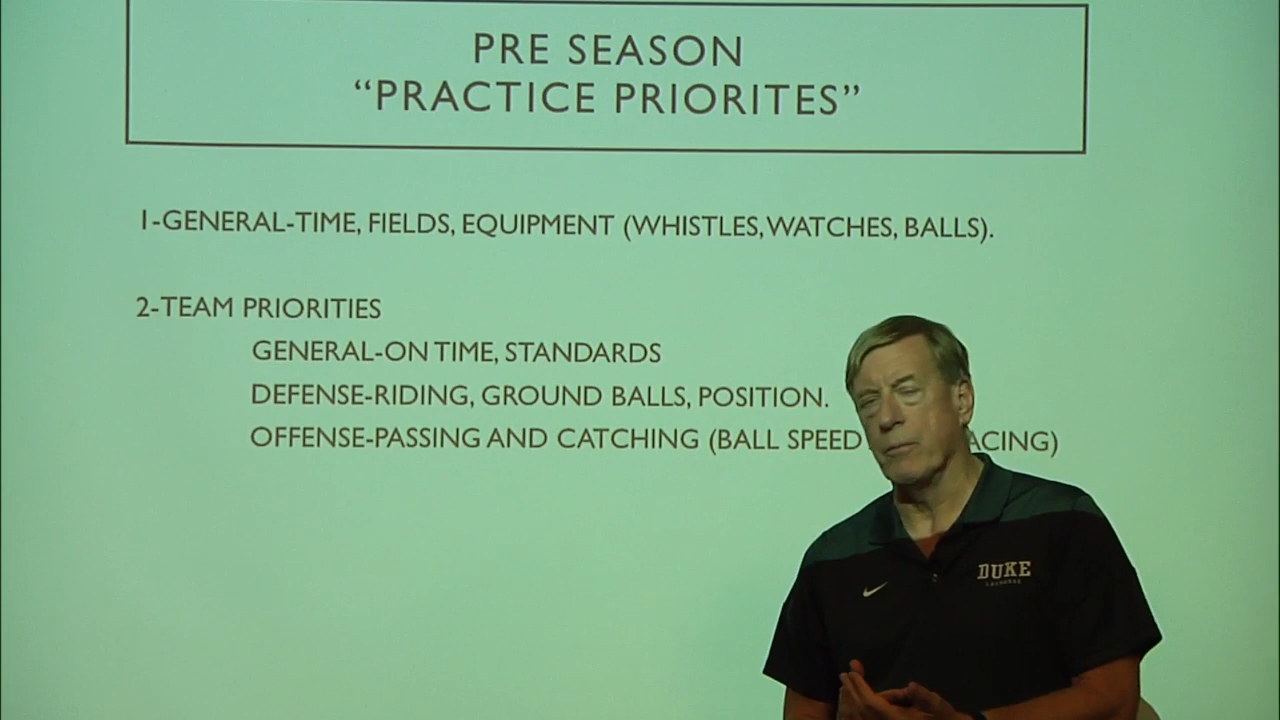 PRE SEASON
“PRACTICE PRIORITES”
1-GENERAL-TIME, FIELDS, EQUIPMENT (WHISTLES, WATCHES, BALLS).
2-TEAM PRIORITIES
GENERAL-ON TIME, STANDARDS
DEFENSE-RIDING, GROUND BALLS, POSITION.
OFFENSE-PASSING AND CATCHING (BALL SPEED ACING)
DUKE
LACROSSE